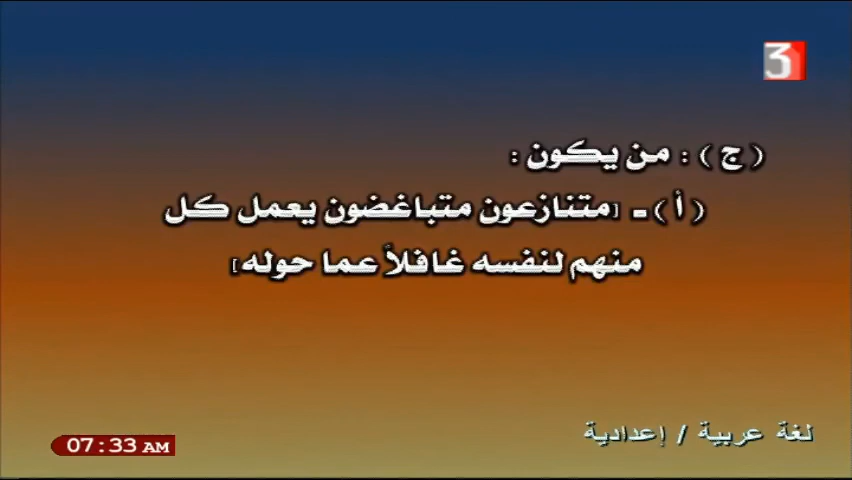 3
(ج) : من يكون :
(أ) ـ [متنازعون متباغضون يعمل كل
منهم لنفسه غافلاً عما حوله]
لغة عربية / إعدادية
07:33 AM